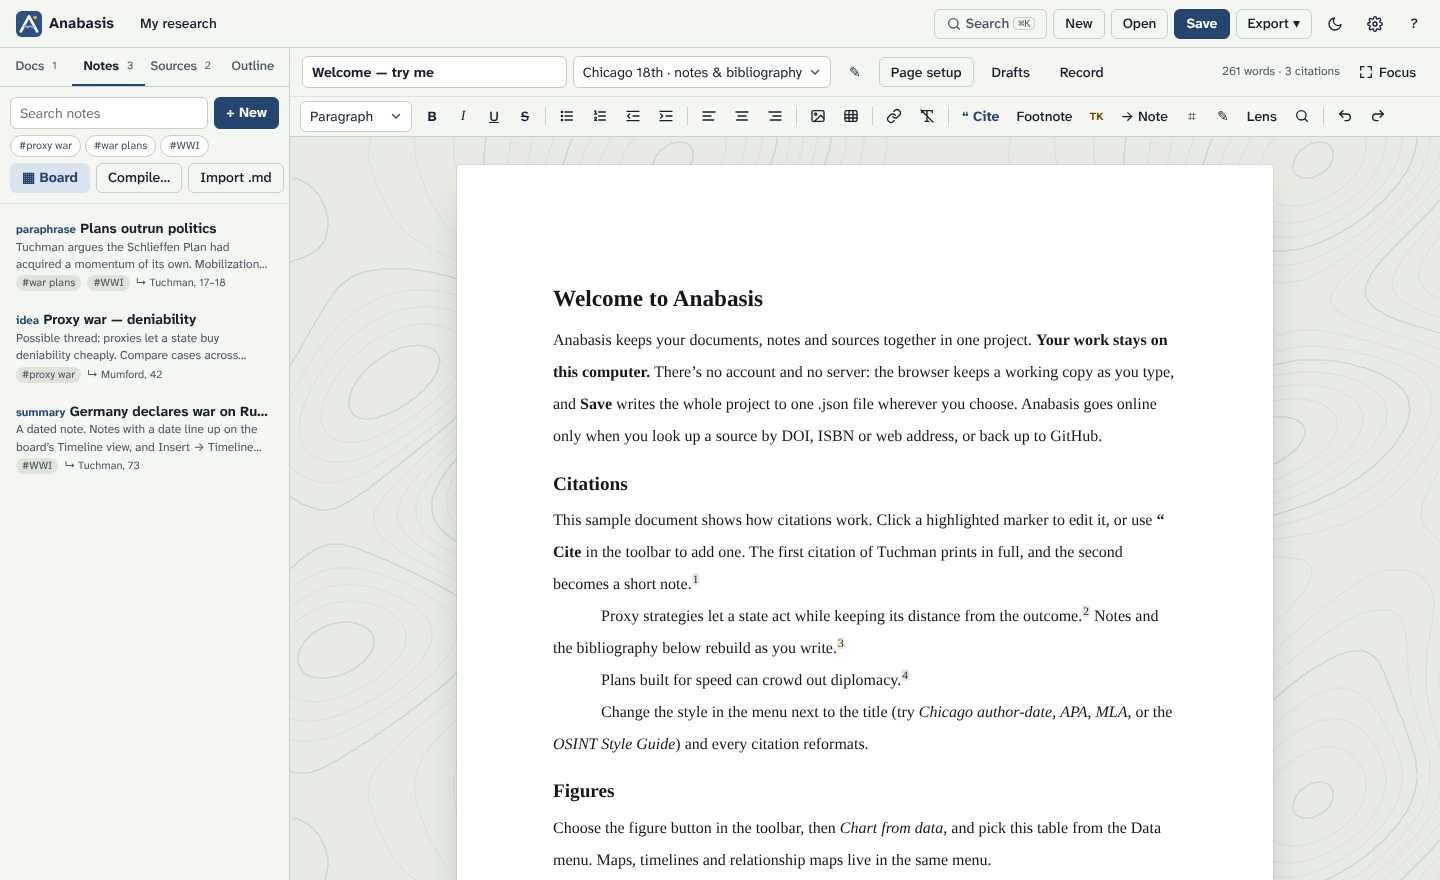 Anabasis My research Search ⌘K New Open Save Export ▾ ?
Docs 1 Notes 3 Sources 2 Outline
Welcome — try me Chicago 18th · notes & bibliography ✎ Page setup Drafts Record 261 words · 3 citations Focus
Search notes + New
Paragraph B I U S “ Cite Footnote TK → Note ⌗ ✎ Lens
#proxy war #war plans #WWI
▦ Board Compile… Import .md
paraphrase Plans outrun politics
Tuchman argues the Schlieffen Plan had
acquired a momentum of its own. Mobilization…
#war plans #WWI ↪ Tuchman, 17–18
idea Proxy war — deniability
Possible thread: proxies let a state buy
deniability cheaply. Compare cases across…
#proxy war ↪ Mumford, 42
summary Germany declares war on Ru…
A dated note. Notes with a date line up on the
board’s Timeline view, and Insert → Timeline…
#WWI ↪ Tuchman, 73
Welcome to Anabasis
Anabasis keeps your documents, notes and sources together in one project. Your work stays on
this computer. There’s no account and no server: the browser keeps a working copy as you type,
and Save writes the whole project to one .json file wherever you choose. Anabasis goes online
only when you look up a source by DOI, ISBN or web address, or back up to GitHub.
Citations
This sample document shows how citations work. Click a highlighted marker to edit it, or use “
Cite in the toolbar to add one. The first citation of Tuchman prints in full, and the second
becomes a short note.1
Proxy strategies let a state act while keeping its distance from the outcome.2 Notes and
the bibliography below rebuild as you write.3
Plans built for speed can crowd out diplomacy.4
Change the style in the menu next to the title (try Chicago author-date, APA, MLA, or the
OSINT Style Guide) and every citation reformats.
Figures
Choose the figure button in the toolbar, then Chart from data, and pick this table from the Data
menu. Maps, timelines and relationship maps live in the same menu.